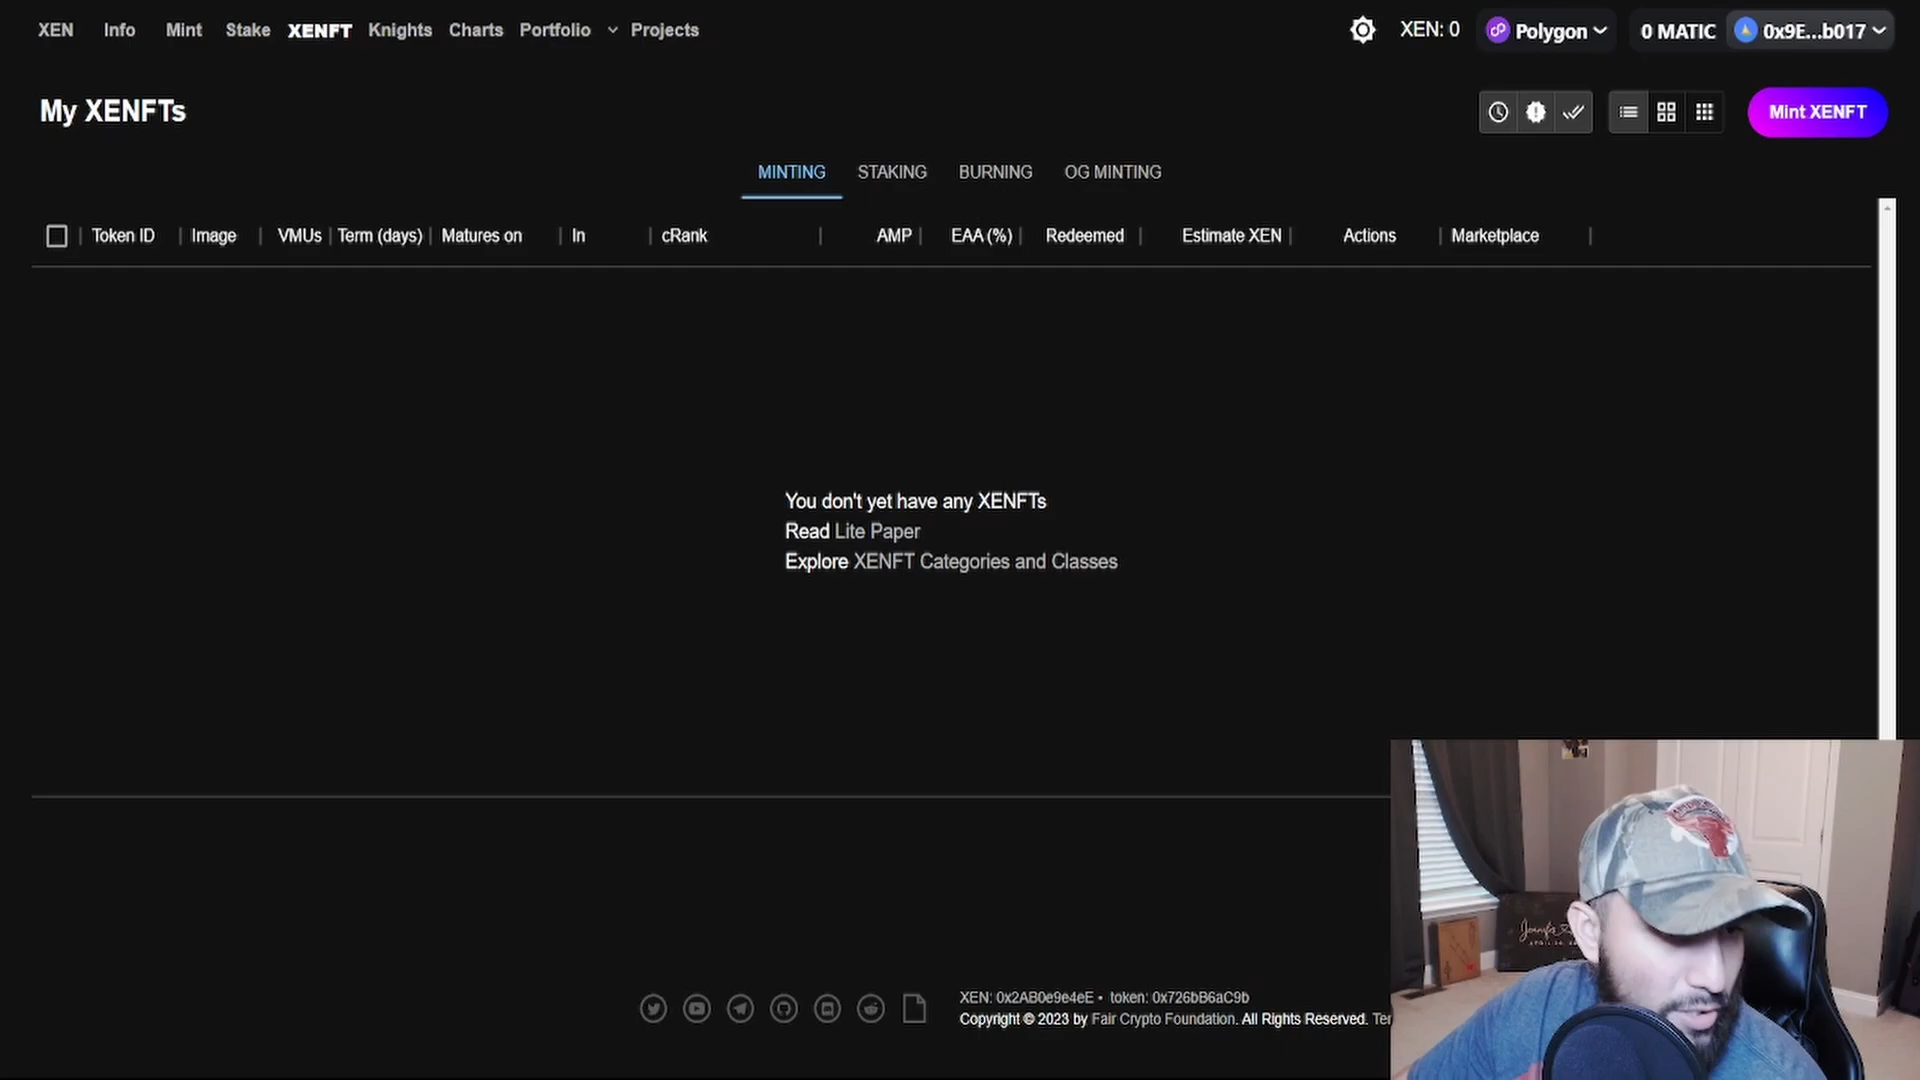 XEN Info Mint Stake XENFT Knights Charts Portfolio Projects XEN: 0 Polygon 0 MATIC 0x9E...b017
My XENFTs
Mint XENFT
MINTING STAKING BURNING OG MINTING
Token ID Image VMUs Term (days) Matures on In cRank AMP EAA (%) Redeemed Estimate XEN Actions Marketplace
You don't yet have any XENFTs
Read Lite Paper
Explore XENFT Categories and Classes
XEN: 0x2AB0e9e4eE • token: 0x726bB6aC9b
Copyright © 2023 by Fair Crypto Foundation. All Rights Reserved.